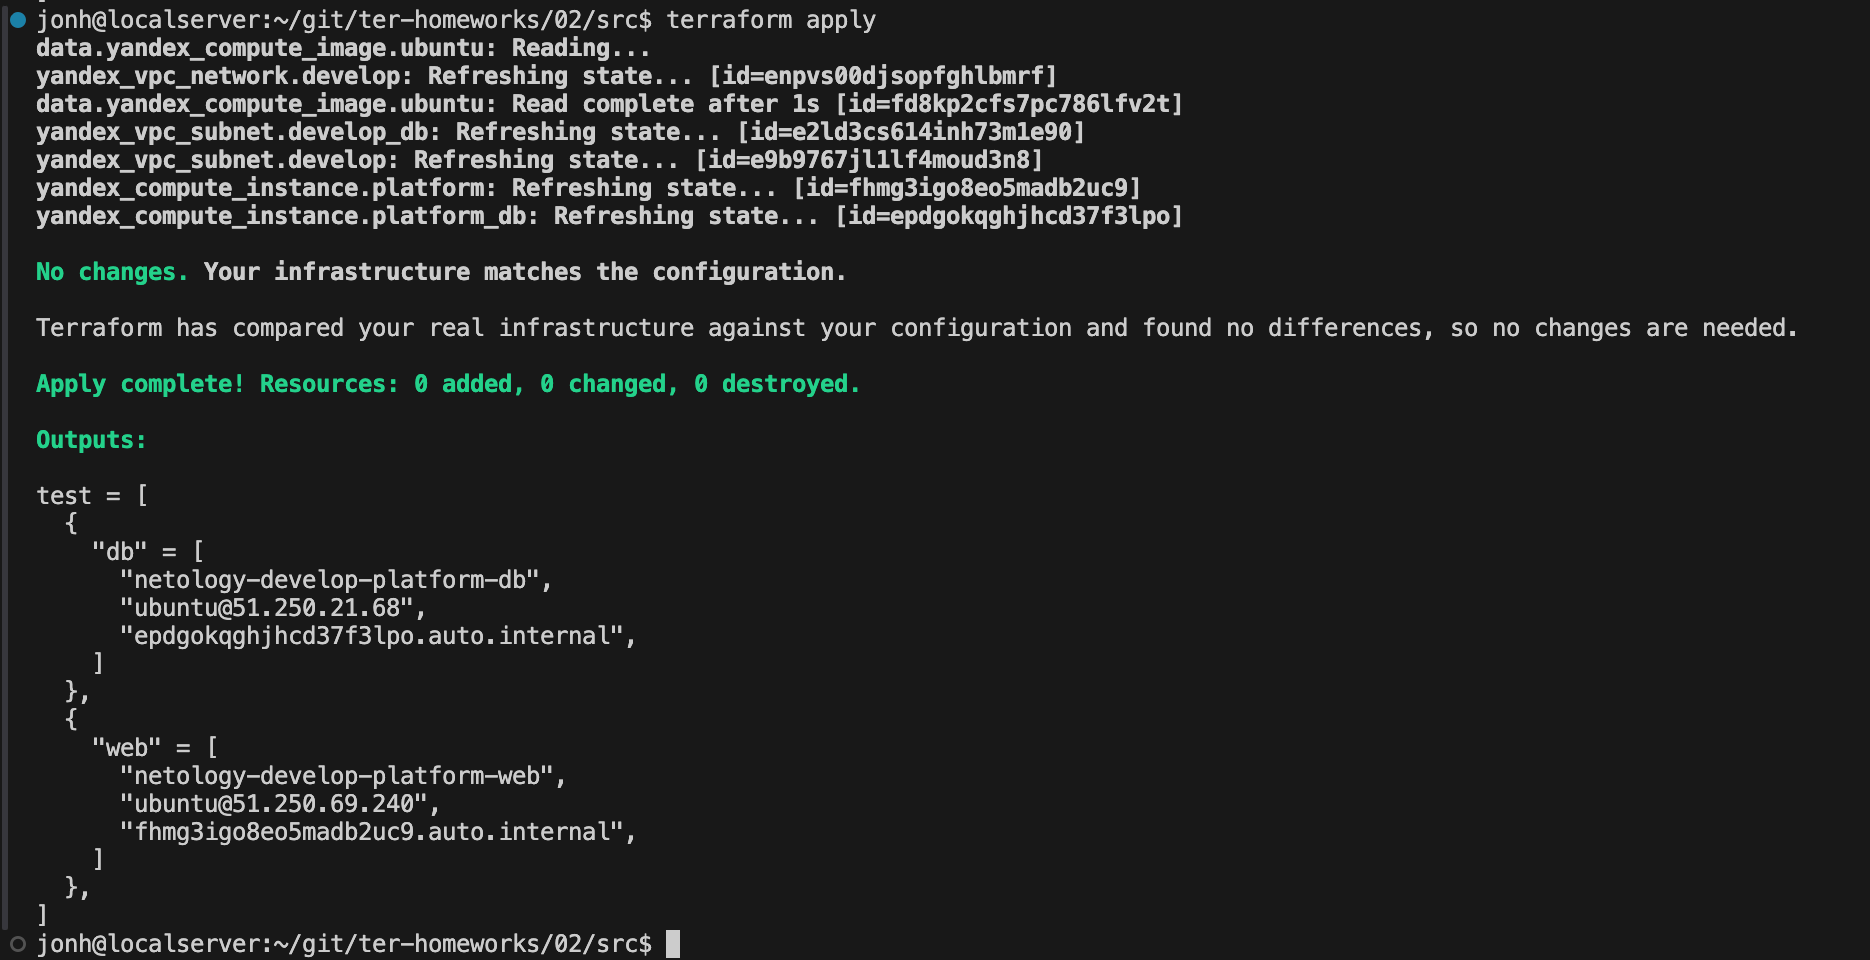 jonh@localserver:~/git/ter-homeworks/02/src$ terraform apply
data.yandex_compute_image.ubuntu: Reading...
yandex_vpc_network.develop: Refreshing state... [id=enpvs00djsopfghlbmrf]
data.yandex_compute_image.ubuntu: Read complete after 1s [id=fd8kp2cfs7pc786lfv2t]
yandex_vpc_subnet.develop_db: Refreshing state... [id=e2ld3cs614inh73m1e90]
yandex_vpc_subnet.develop: Refreshing state... [id=e9b9767jl1lf4moud3n8]
yandex_compute_instance.platform: Refreshing state... [id=fhmg3igo8eo5madb2uc9]
yandex_compute_instance.platform_db: Refreshing state... [id=epdgokqghjhcd37f3lpo]
No changes. Your infrastructure matches the configuration.
Terraform has compared your real infrastructure against your configuration and found no differences, so no changes are needed.
Apply complete! Resources: 0 added, 0 changed, 0 destroyed.
Outputs:
test = [
  {
    "db" = [
      "netology-develop-platform-db",
      "ubuntu@51.250.21.68",
      "epdgokqghjhcd37f3lpo.auto.internal",
    ]
  },
  {
    "web" = [
      "netology-develop-platform-web",
      "ubuntu@51.250.69.240",
      "fhmg3igo8eo5madb2uc9.auto.internal",
    ]
  },
]
jonh@localserver:~/git/ter-homeworks/02/src$